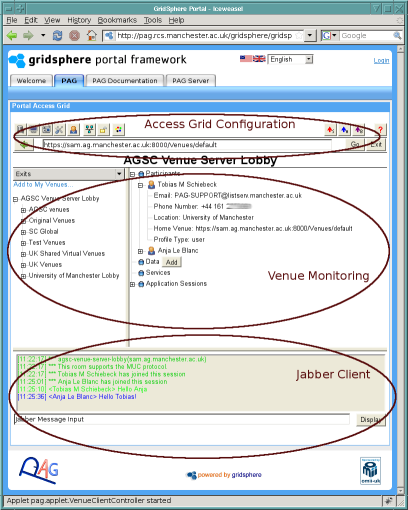 GridSphere Portal - Iceweasel
File Edit View History Bookmarks Tools Help
http://pag.rcs.manchester.ac.uk/gridsphere/gridsp
Google
gridsphere portal framework
English
Login
Welcome PAG PAG Documentation PAG Server
Portal Access Grid
Access Grid Configuration
?
https://sam.ag.manchester.ac.uk:8000/Venues/default
Go Exit
AGSC Venue Server Lobby
Exits
Add to My Venues...
AGSC Venue Server Lobby
AGSC venues
Original Venues
SC Global
Test Venues
UK Shared Virtual Venues
UK Venues
University of Manchester Lobby
Participants
Tobias M Schiebeck
Email: PAG-SUPPORT@listserv.manchester.ac.uk
Phone Number: +44 161
Location: University of Manchester
Home Venue: https://sam.ag.manchester.ac.uk:8000/Venues/default
Profile Type: user
Anja Le Blanc
Data Add
Services
Application Sessions
Venue Monitoring
[11:22:17] *** agsc-venue-server-lobby(sam.ag.manchester.ac.uk)
[11:22:17] *** This room supports the MUC protocol.
[11:22:17] *** Tobias M Schiebeck has joined this session
[11:25:01] *** Anja Le Blanc has joined this session
[11:25:10] <Tobias M Schiebeck> Hello Anja
[11:25:36] <Anja Le Blanc> Hello Tobias!
Jabber Client
Jabber Message Input
Display
PAG
powered by gridsphere
omii-uk
Applet pag.applet.VenueClientController started